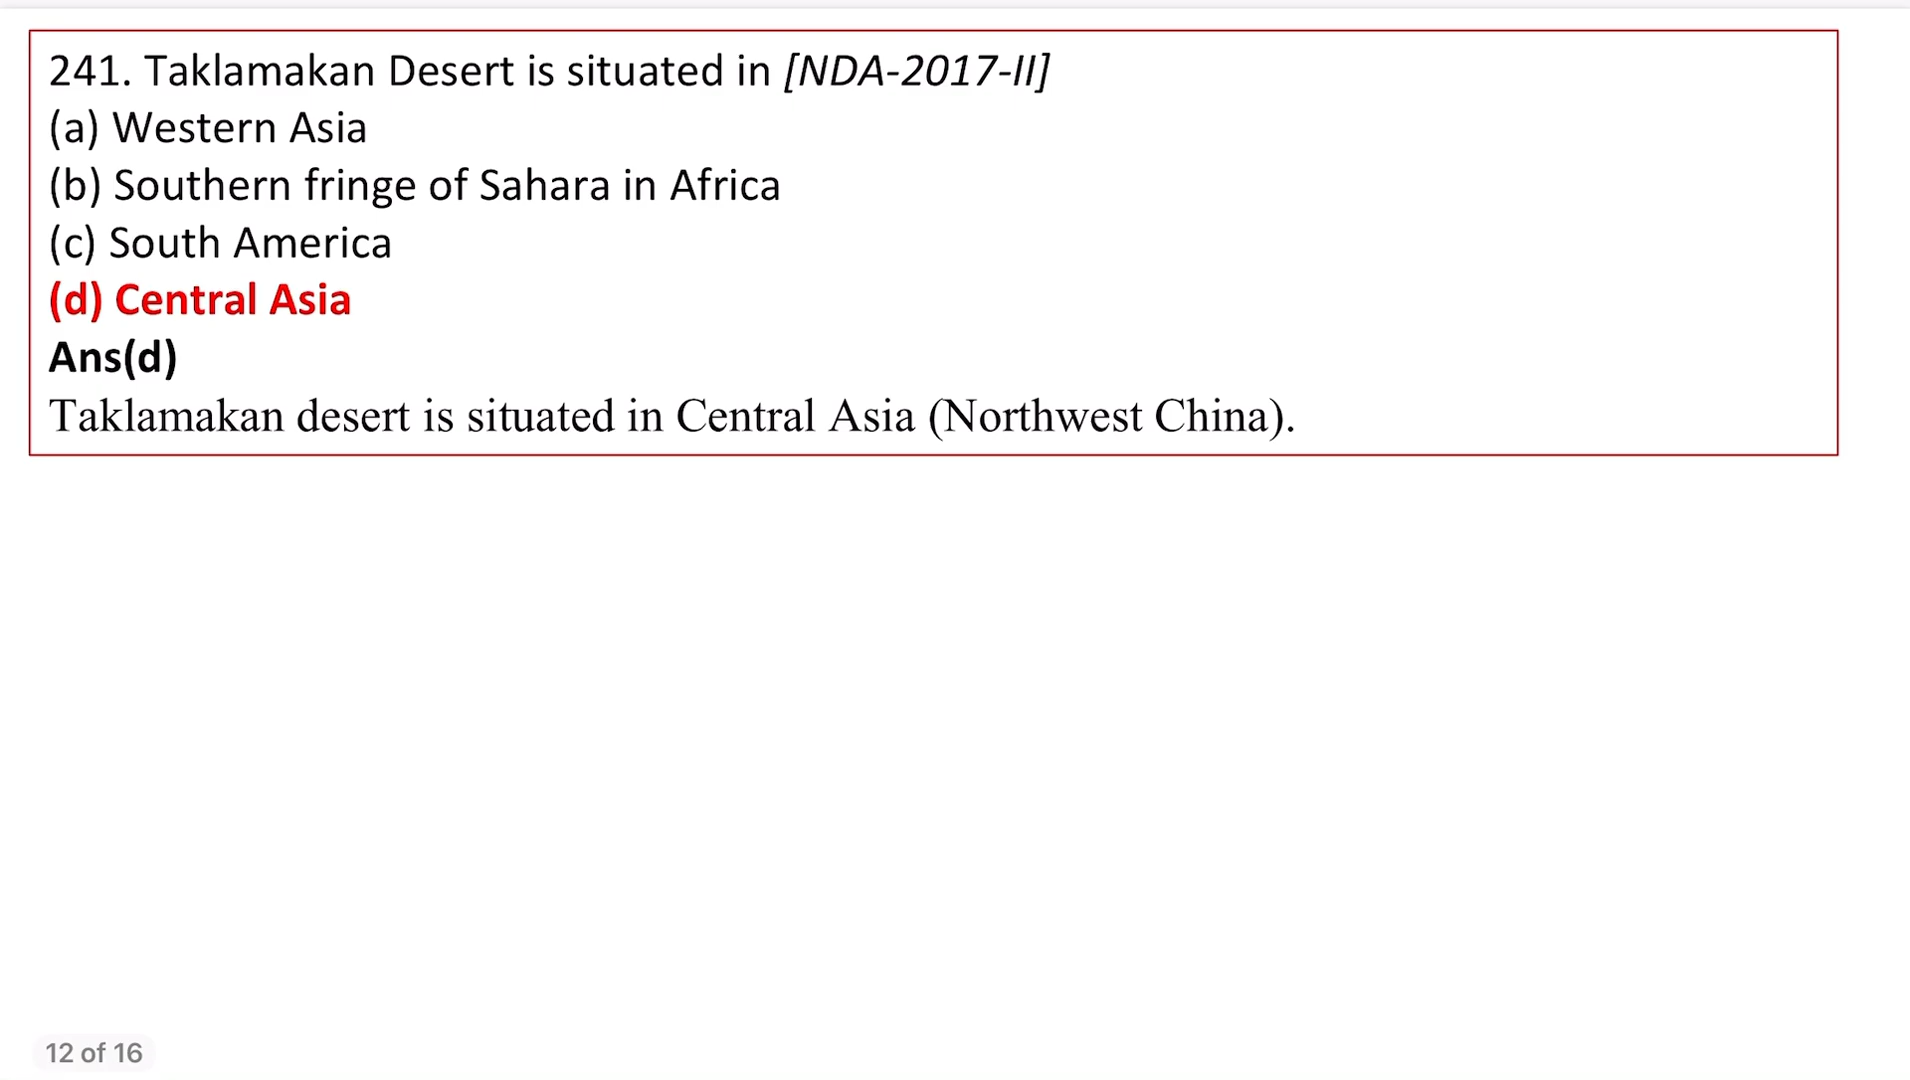 241. Taklamakan Desert is situated in [NDA-2017-II]
(a) Western Asia
(b) Southern fringe of Sahara in Africa
(c) South America
(d) Central Asia
Ans(d)
Taklamakan desert is situated in Central Asia (Northwest China).
12 of 16